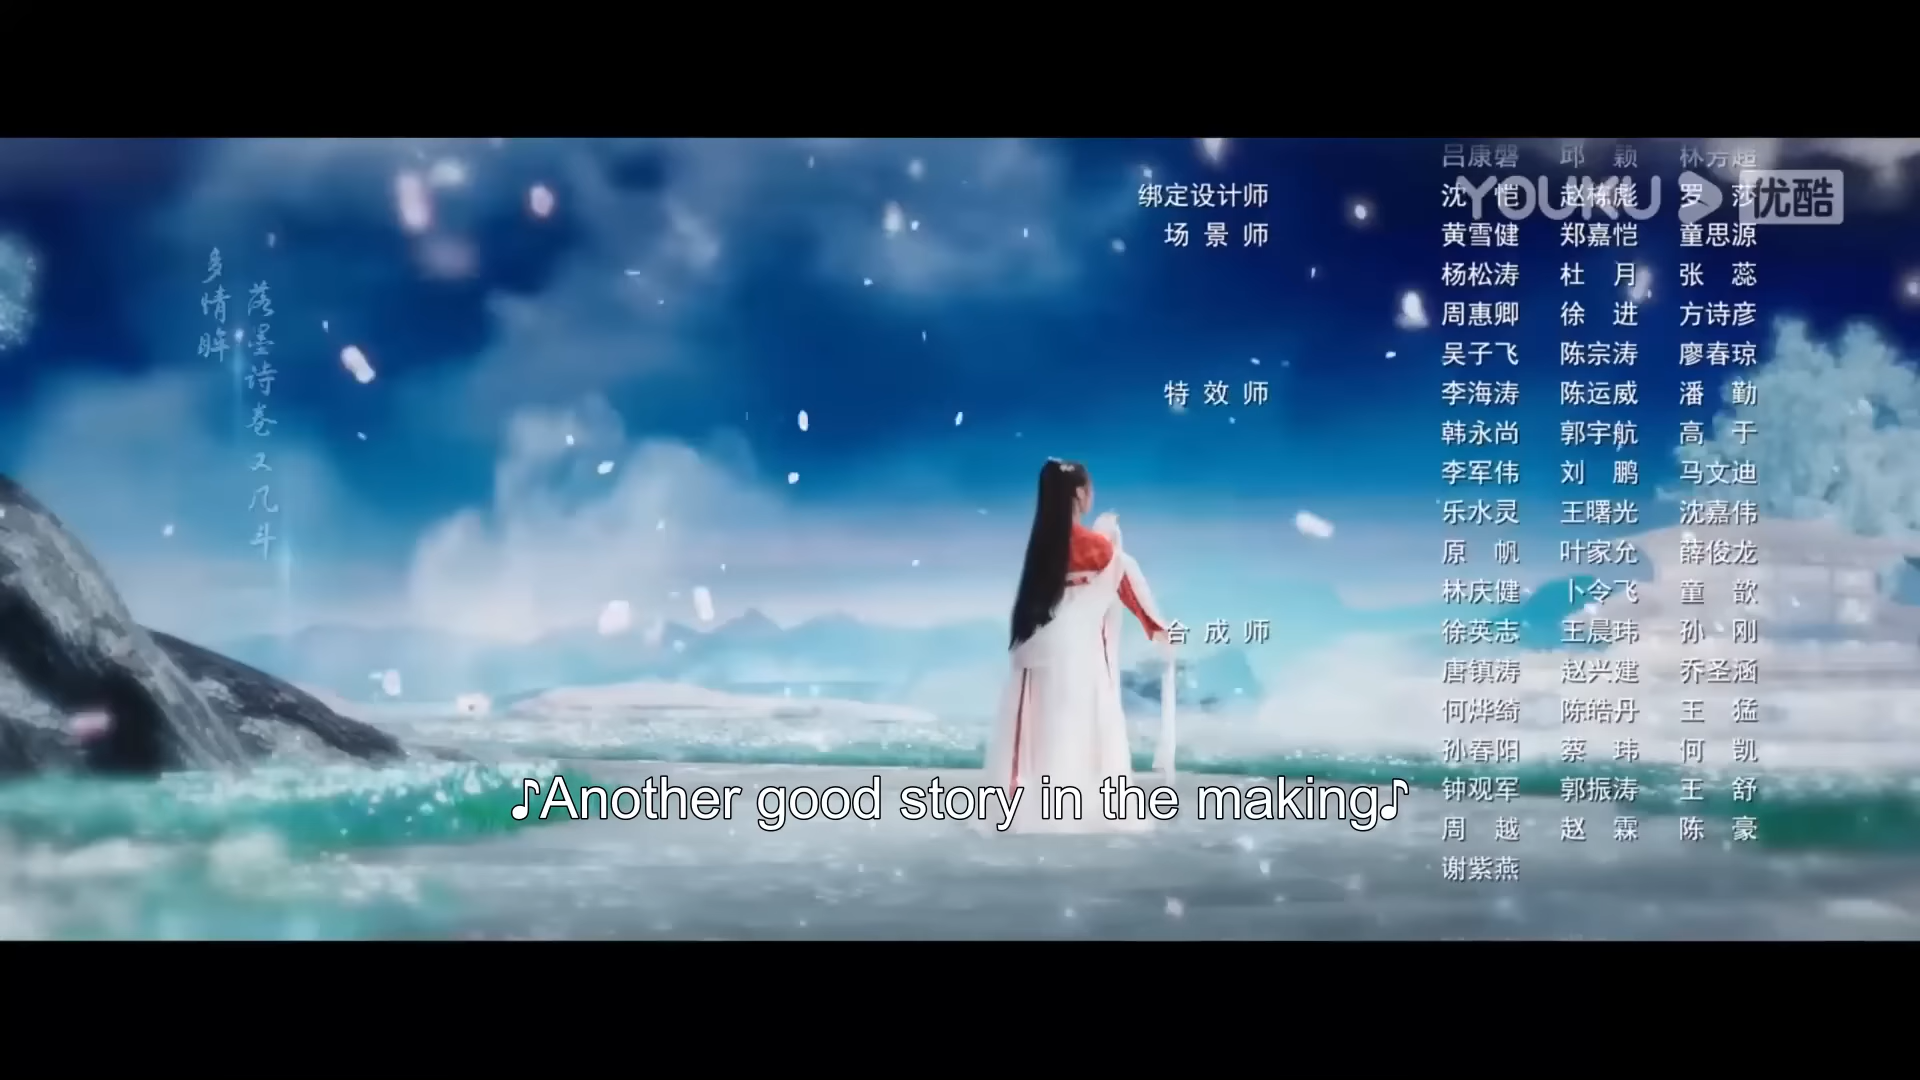 多情眸
落墨诗卷又几斗
吕康磐 邱颖 林芳超
绑定设计师 沈恺 赵栋彪 罗莎
YOUKU 优酷
场景师 黄雪健 郑嘉恺 童思源
杨松涛 杜月 张蕊
周惠卿 徐进 方诗彦
吴子飞 陈宗涛 廖春琼
特效师 李海涛 陈运威 潘勤
韩永尚 郭宇航 高于
李军伟 刘鹏 马文迪
乐水灵 王曙光 沈嘉伟
原帆 叶家允 薛俊龙
林庆健 卜令飞 童歆
合成师 徐英志 王晨玮 孙刚
唐镇涛 赵兴建 乔圣涵
何烨绮 陈皓丹 王猛
孙春阳 蔡玮 何凯
钟观军 郭振涛 王舒
♪Another good story in the making♪
周越 赵霖 陈豪
谢紫燕